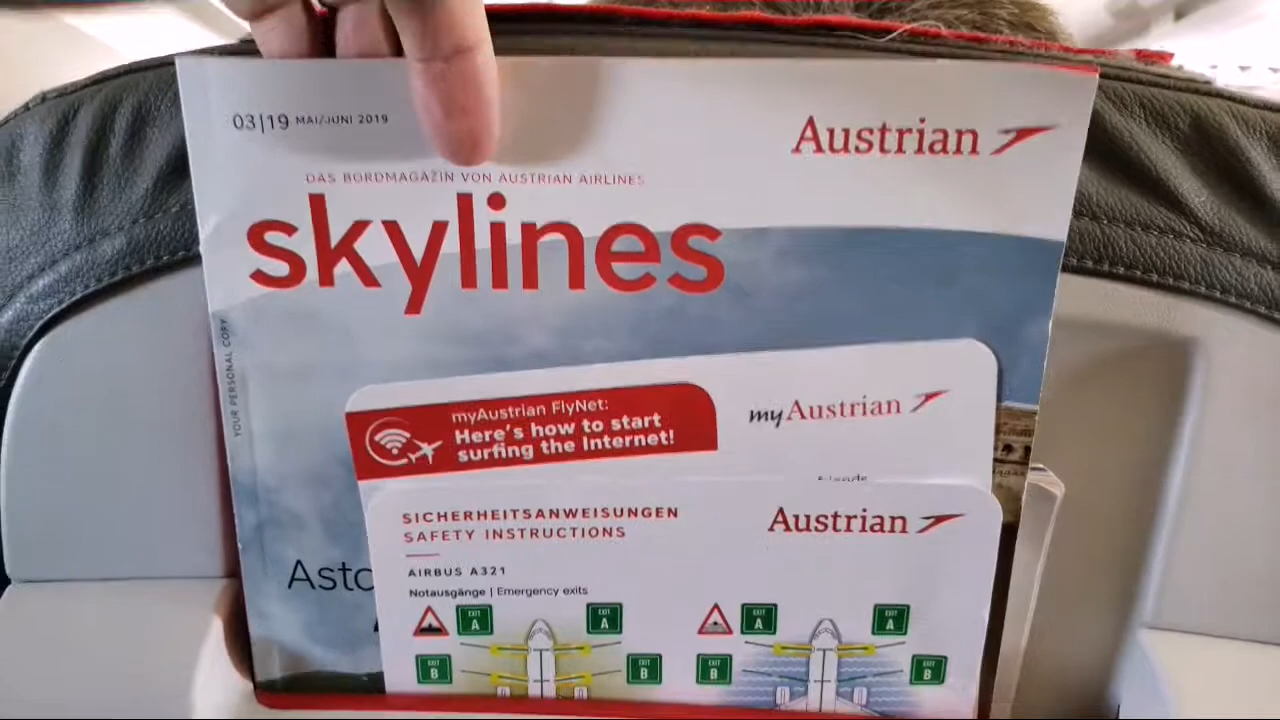 03|19 MAI/JUNI 2019
Austrian
DAS BORDMAGAZIN VON AUSTRIAN AIRLINES
skylines
YOUR PERSONAL COPY
myAustrian FlyNet:
Here's how to start
surfing the Internet!
myAustrian
SICHERHEITSANWEISUNGEN
SAFETY INSTRUCTIONS
Austrian
AIRBUS A321
Notausgänge | Emergency exits
EXIT A
EXIT A
EXIT A
EXIT A
EXIT B
EXIT B
EXIT B
EXIT B